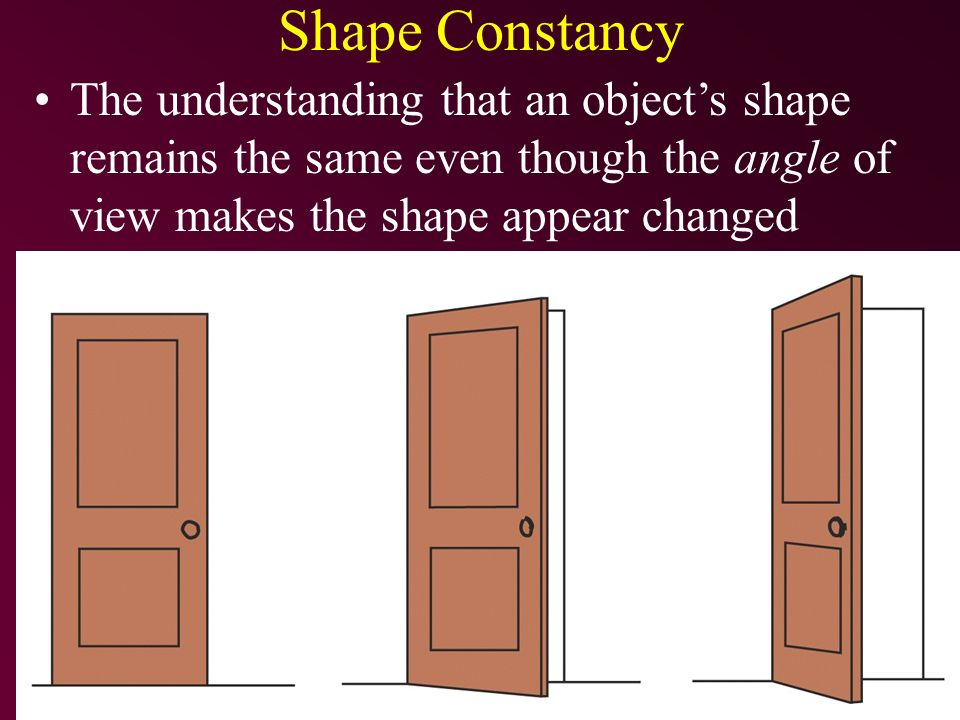 Shape Constancy
• The understanding that an object’s shape
remains the same even though the angle of
view makes the shape appear changed